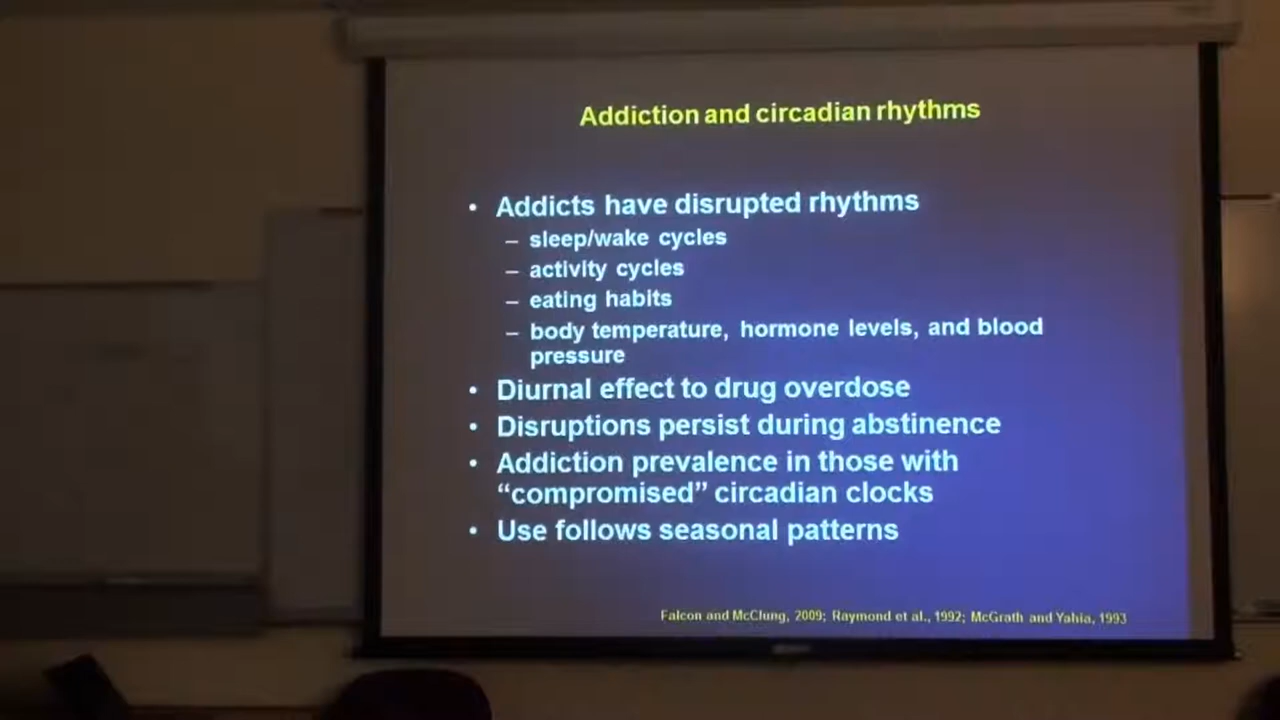 Addiction and circadian rhythms
• Addicts have disrupted rhythms
– sleep/wake cycles
– activity cycles
– eating habits
– body temperature, hormone levels, and blood
pressure
• Diurnal effect to drug overdose
• Disruptions persist during abstinence
• Addiction prevalence in those with
“compromised” circadian clocks
• Use follows seasonal patterns
Falcon and McClung, 2009; Raymond et al., 1992; McGrath and Yahia, 1993